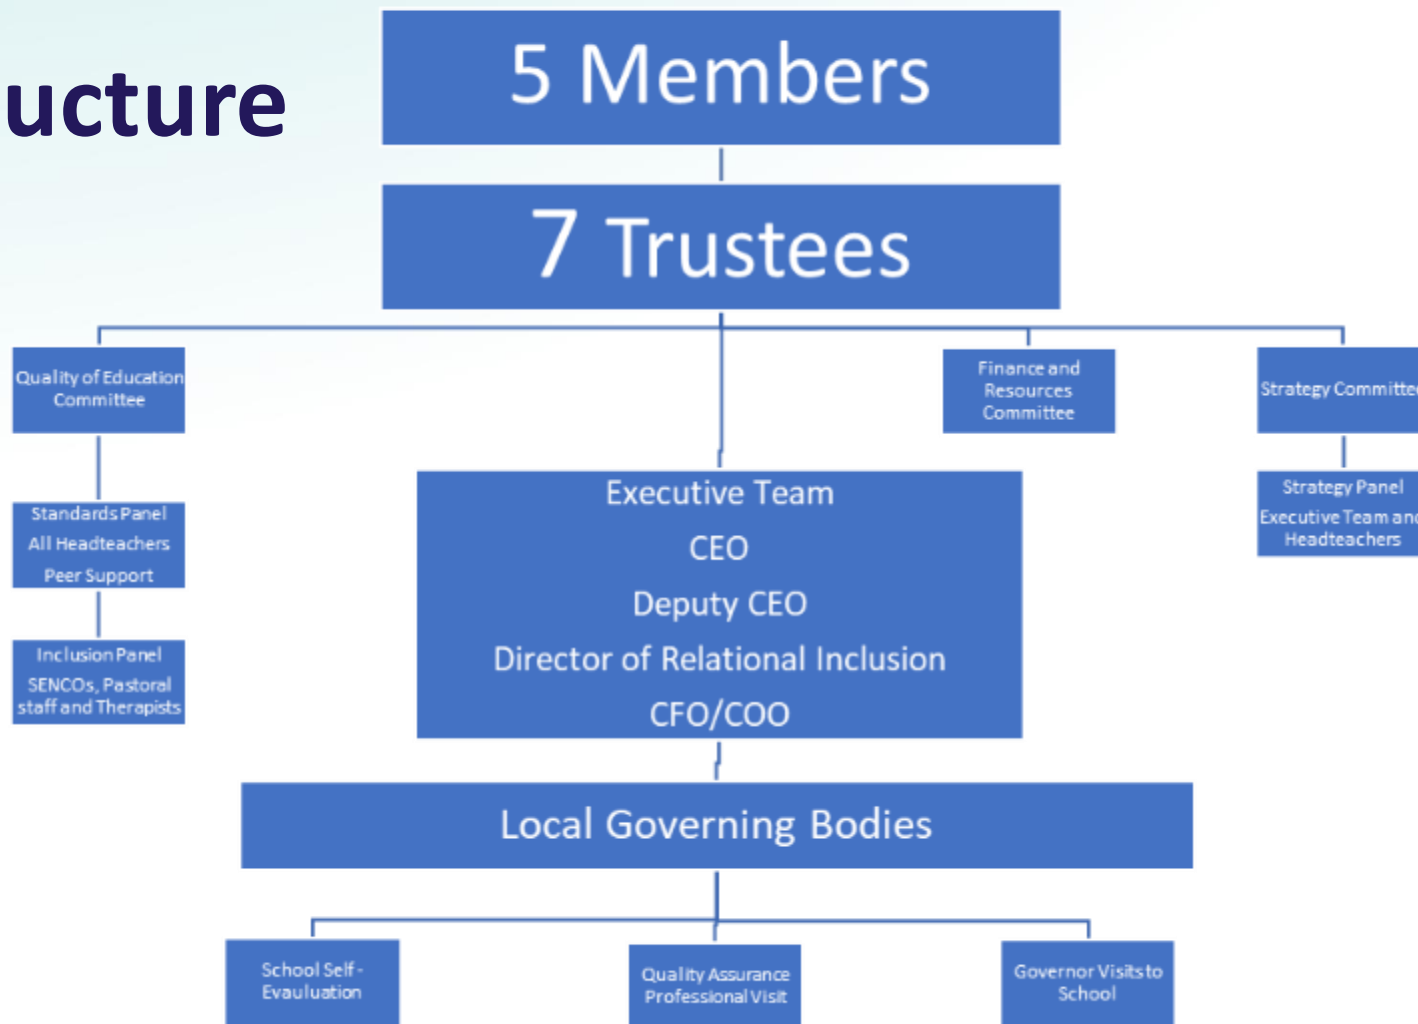 ucture
5 Members
7 Trustees
Quality of Education
Committee
Finance and
Resources
Committee
Strategy Committee
Standards Panel
All Headteachers
Peer Support
Inclusion Panel
SENCOs, Pastoral
staff and Therapists
Executive Team
CEO
Deputy CEO
Director of Relational Inclusion
CFO/COO
Strategy Panel
Executive Team and
Headteachers
Local Governing Bodies
School Self-
Evauluation
Quality Assurance
Professional Visit
Governor Visits to
School